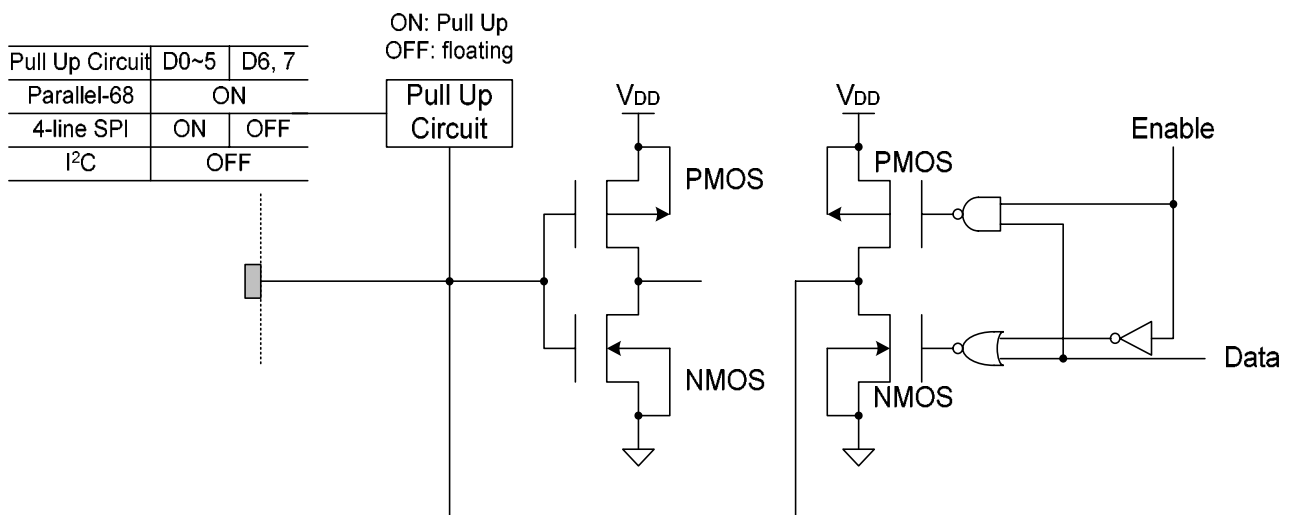 ON: Pull Up
OFF: floating
Pull Up Circuit D0~5 D6, 7
Parallel-68 ON
4-line SPI ON OFF
I²C OFF
Pull Up
Circuit
VDD
PMOS
NMOS
VDD
PMOS
NMOS
Enable
Data